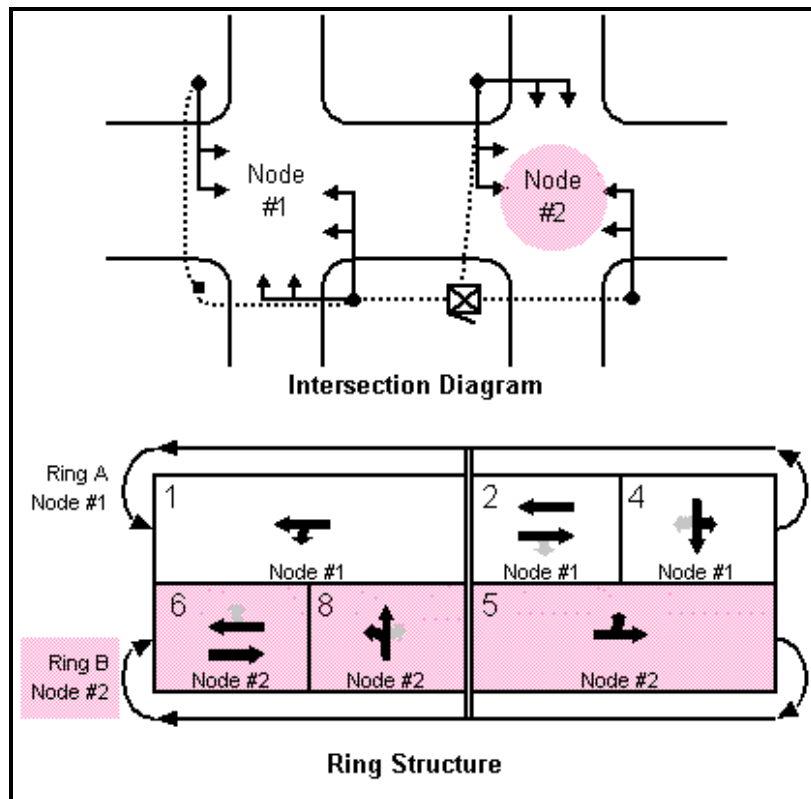 Node
#1
Node
#2
Intersection Diagram
Ring A
Node #1
1
Node #1
2
Node #1
4
Node #1
Ring B
Node #2
6
Node #2
8
Node #2
5
Node #2
Ring Structure